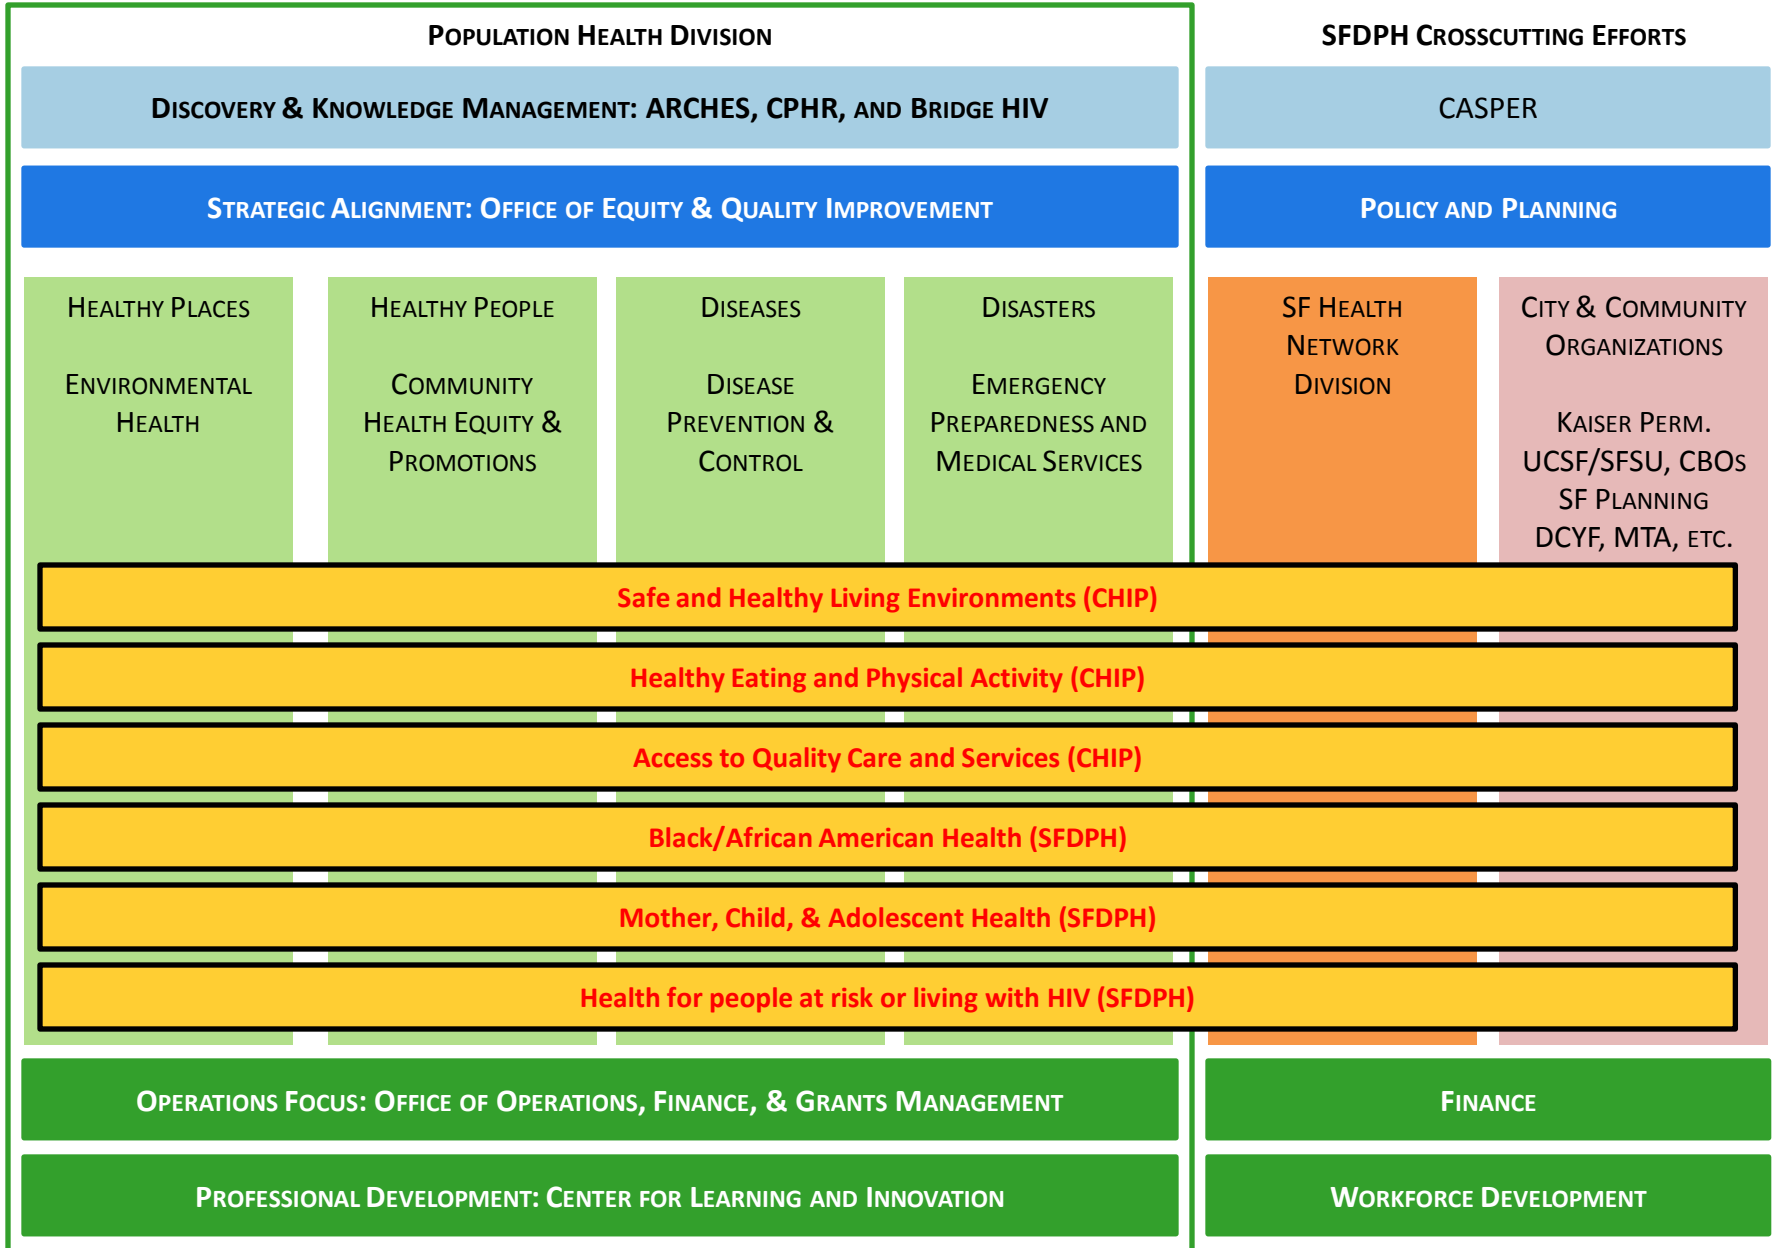 Population Health Division
SFDPH Crosscutting Efforts
Discovery & Knowledge Management: ARCHES, CPHR, and Bridge HIV
CASPER
Strategic Alignment: Office of Equity & Quality Improvement
Policy and Planning
Healthy Places
Environmental
Health
Healthy People
Community
Health Equity &
Promotions
Diseases
Disease
Prevention &
Control
Disasters
Emergency
Preparedness and
Medical Services
SF Health
Network
Division
City & Community
Organizations
Kaiser Perm.
UCSF/SFSU, CBOs
SF Planning
DCYF, MTA, etc.
Safe and Healthy Living Environments (CHIP)
Healthy Eating and Physical Activity (CHIP)
Access to Quality Care and Services (CHIP)
Black/African American Health (SFDPH)
Mother, Child, & Adolescent Health (SFDPH)
Health for people at risk or living with HIV (SFDPH)
Operations Focus: Office of Operations, Finance, & Grants Management
Finance
Professional Development: Center for Learning and Innovation
Workforce Development